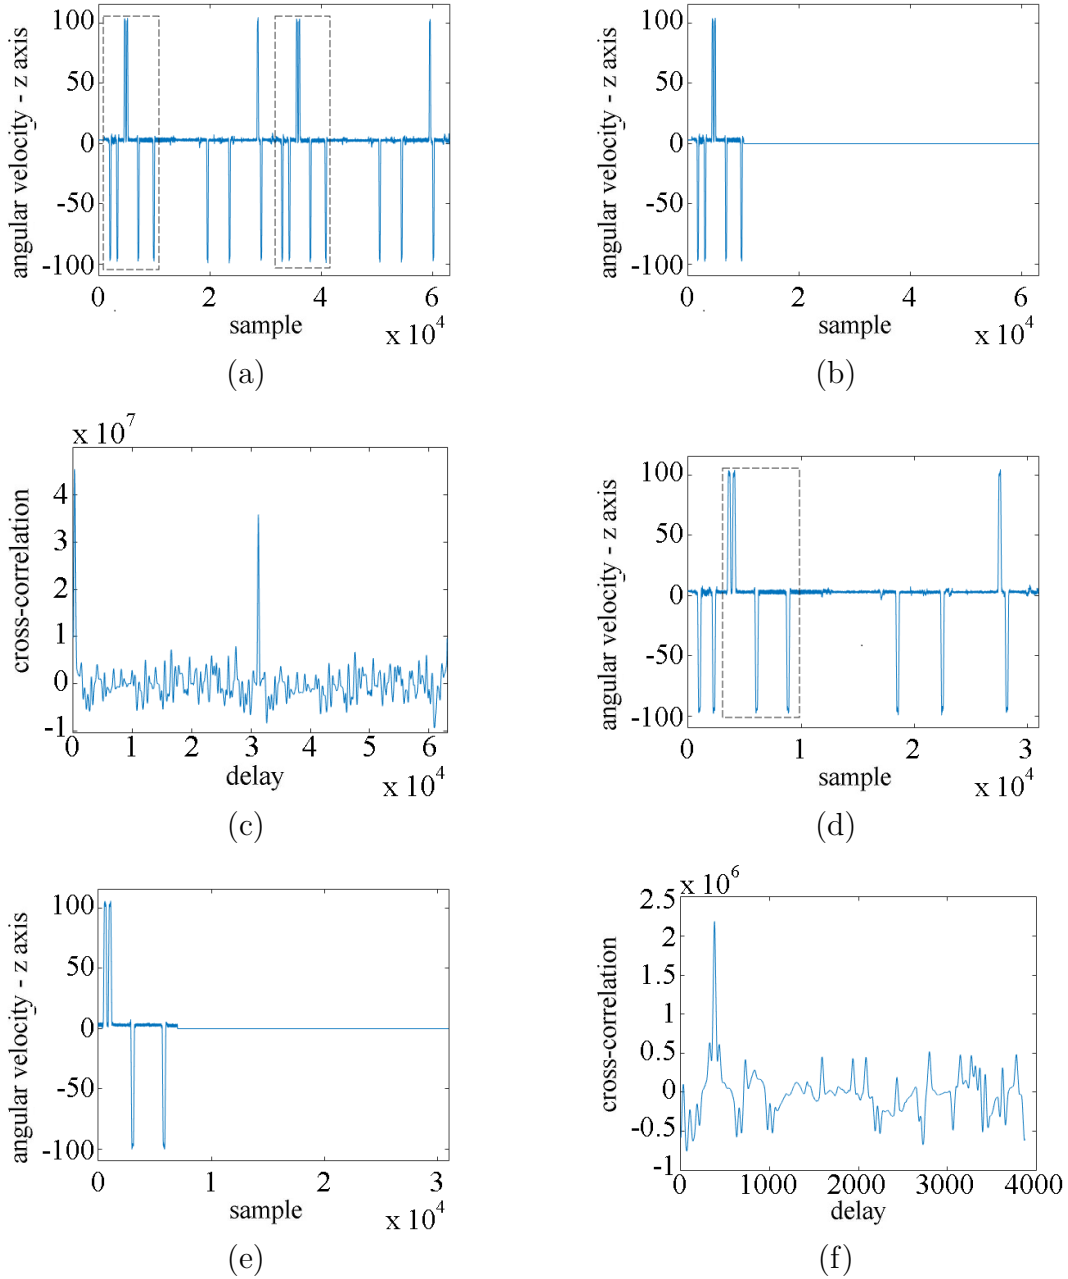 100
50
0
-50
-100
angular velocity - z axis
0 2 4 6
sample
x 10^4
(a)
100
50
0
-50
-100
angular velocity - z axis
0 2 4 6
sample
x 10^4
(b)
x 10^7
4
3
2
1
0
-1
cross-correlation
0 1 2 3 4 5 6
delay
x 10^4
(c)
100
50
0
-50
-100
angular velocity - z axis
0 1 2 3
sample
x 10^4
(d)
100
50
0
-50
-100
angular velocity - z axis
0 1 2 3
sample
x 10^4
(e)
x 10^6
2.5
2
1.5
1
0.5
0
-0.5
-1
cross-correlation
0 1000 2000 3000 4000
delay
(f)